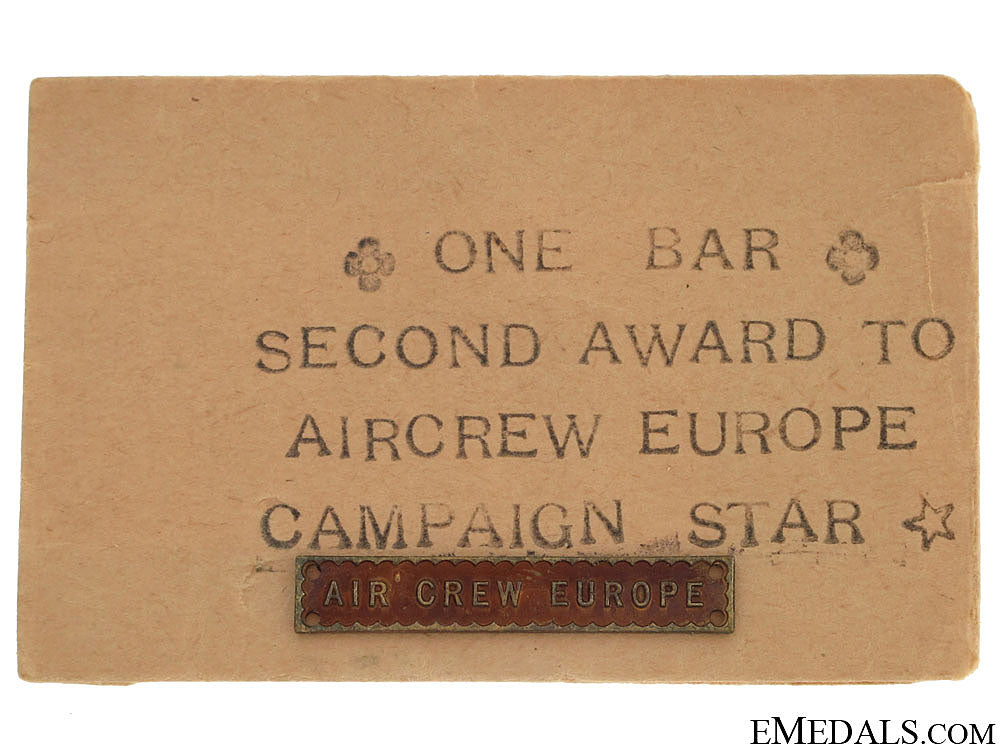 ONE BAR
SECOND AWARD TO
AIRCREW EUROPE
CAMPAIGN STAR
AIR CREW EUROPE
EMEDALS.COM